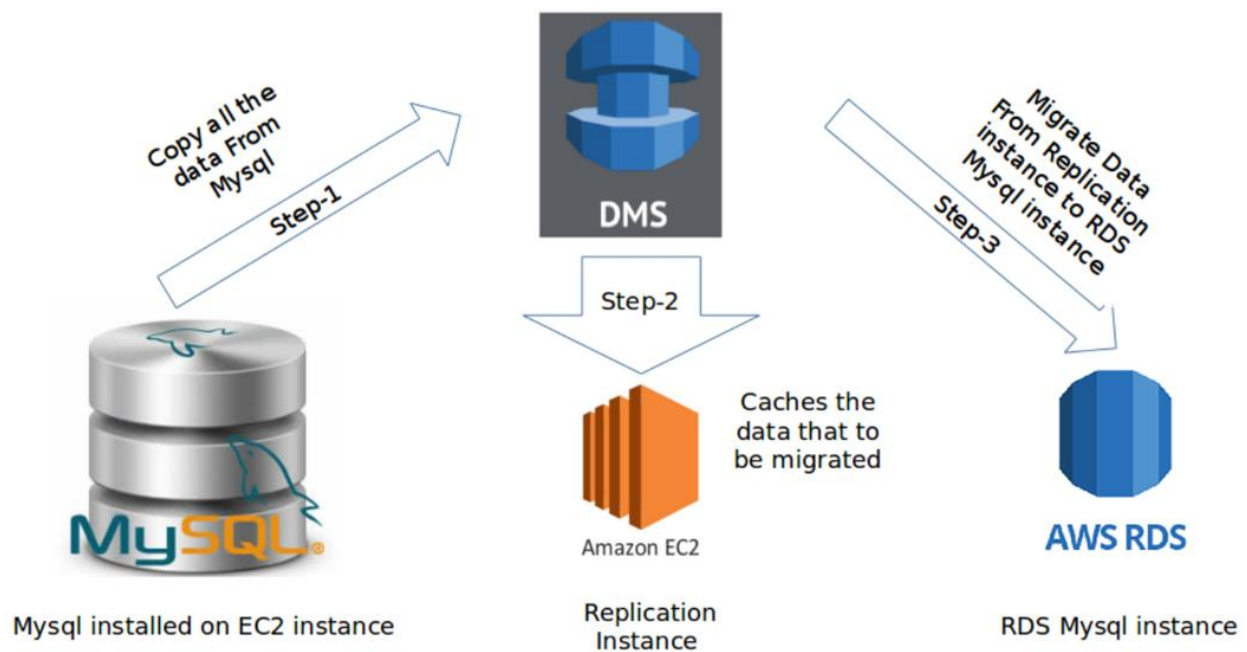 Copy all the
data From
Mysql
Step-1
DMS
Step-2
Migrate Data
From Replication
instance to RDS
Mysql instance
Step-3
MySQL®
Mysql installed on EC2 instance
Amazon EC2
Caches the
data that to
be migrated
Replication
Instance
AWS RDS
RDS Mysql instance